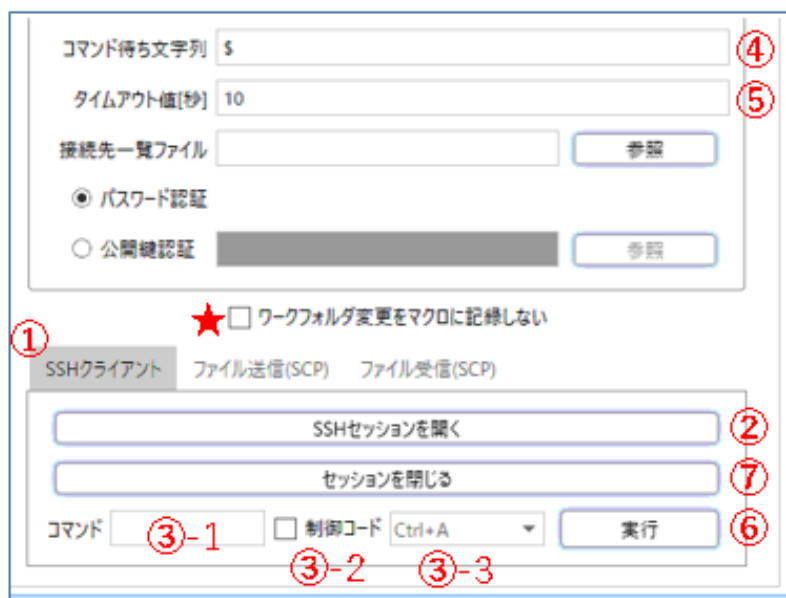 コマンド待ち文字列 $ ④
タイムアウト値[秒] 10 ⑤
接続先一覧ファイル 参照
パスワード認証
公開鍵認証 参照
★ ワークフォルダ変更をマクロに記録しない
①
SSHクライアント ファイル送信(SCP) ファイル受信(SCP)
SSHセッションを開く ②
セッションを閉じる ⑦
コマンド ③-1 制御コード Ctrl+A 実行 ⑥
③-2 ③-3